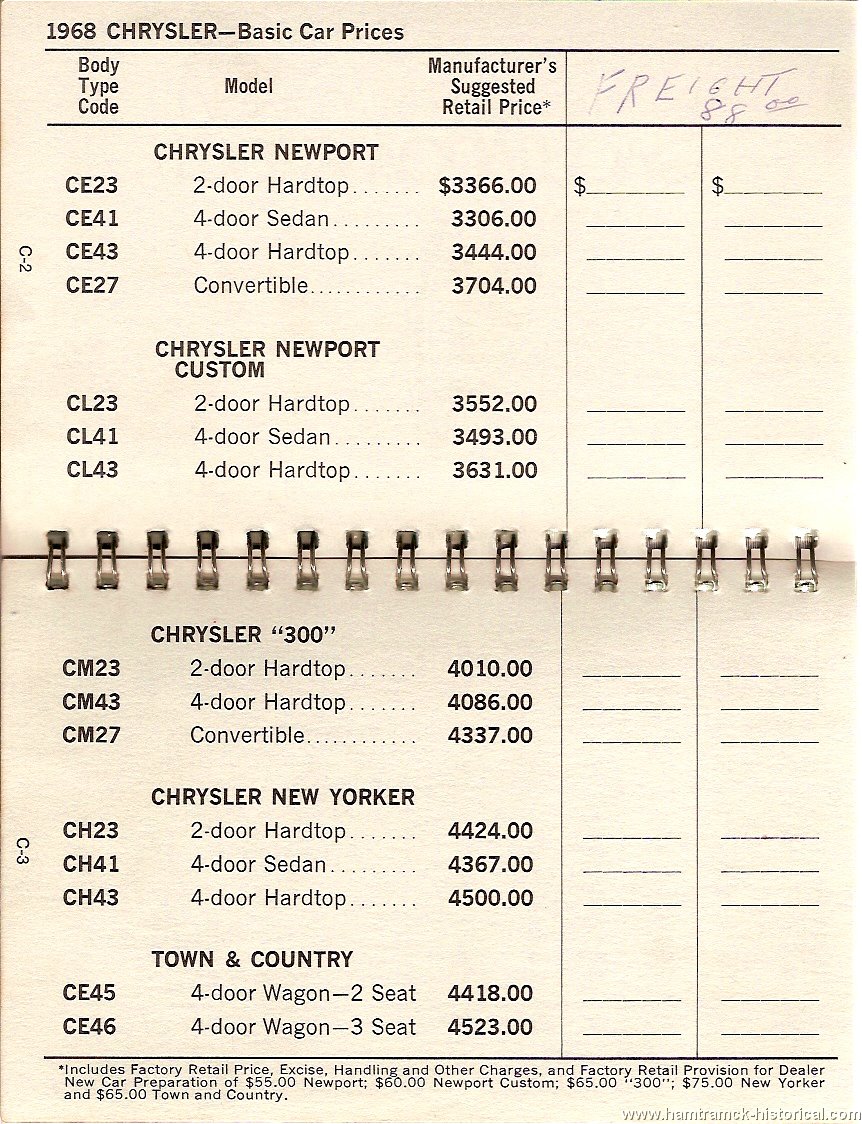 1968 CHRYSLER—Basic Car Prices
Body Type Code Model Manufacturer's Suggested Retail Price* FREIGHT 88 00
CHRYSLER NEWPORT
CE23 2-door Hardtop....... $3366.00 $________ $________
CE41 4-door Sedan......... 3306.00
CE43 4-door Hardtop....... 3444.00
CE27 Convertible............ 3704.00
C-2
CHRYSLER NEWPORT
CUSTOM
CL23 2-door Hardtop....... 3552.00
CL41 4-door Sedan......... 3493.00
CL43 4-door Hardtop....... 3631.00
CHRYSLER “300”
CM23 2-door Hardtop....... 4010.00
CM43 4-door Hardtop....... 4086.00
CM27 Convertible............ 4337.00
CHRYSLER NEW YORKER
CH23 2-door Hardtop....... 4424.00
CH41 4-door Sedan......... 4367.00
CH43 4-door Hardtop....... 4500.00
C-3
TOWN & COUNTRY
CE45 4-door Wagon—2 Seat 4418.00
CE46 4-door Wagon—3 Seat 4523.00
*Includes Factory Retail Price, Excise, Handling and Other Charges, and Factory Retail Provision for Dealer
New Car Preparation of $55.00 Newport; $60.00 Newport Custom; $65.00 “300”; $75.00 New Yorker
and $65.00 Town and Country.
www.hamtramck-historical.com